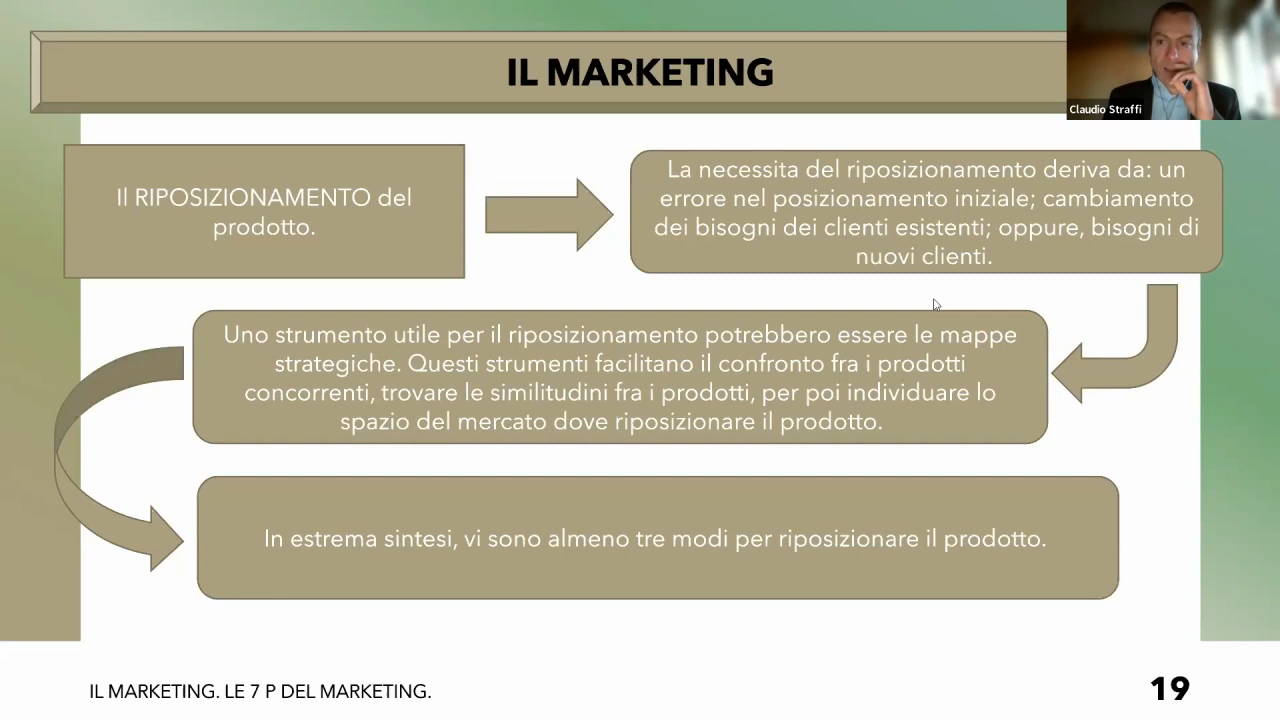 IL MARKETING
Claudio Straffi
Il RIPOSIZIONAMENTO del
prodotto.
La necessita del riposizionamento deriva da: un
errore nel posizionamento iniziale; cambiamento
dei bisogni dei clienti esistenti; oppure, bisogni di
nuovi clienti.
Uno strumento utile per il riposizionamento potrebbero essere le mappe
strategiche. Questi strumenti facilitano il confronto fra i prodotti
concorrenti, trovare le similitudini fra i prodotti, per poi individuare lo
spazio del mercato dove riposizionare il prodotto.
In estrema sintesi, vi sono almeno tre modi per riposizionare il prodotto.
IL MARKETING. LE 7 P DEL MARKETING.
19